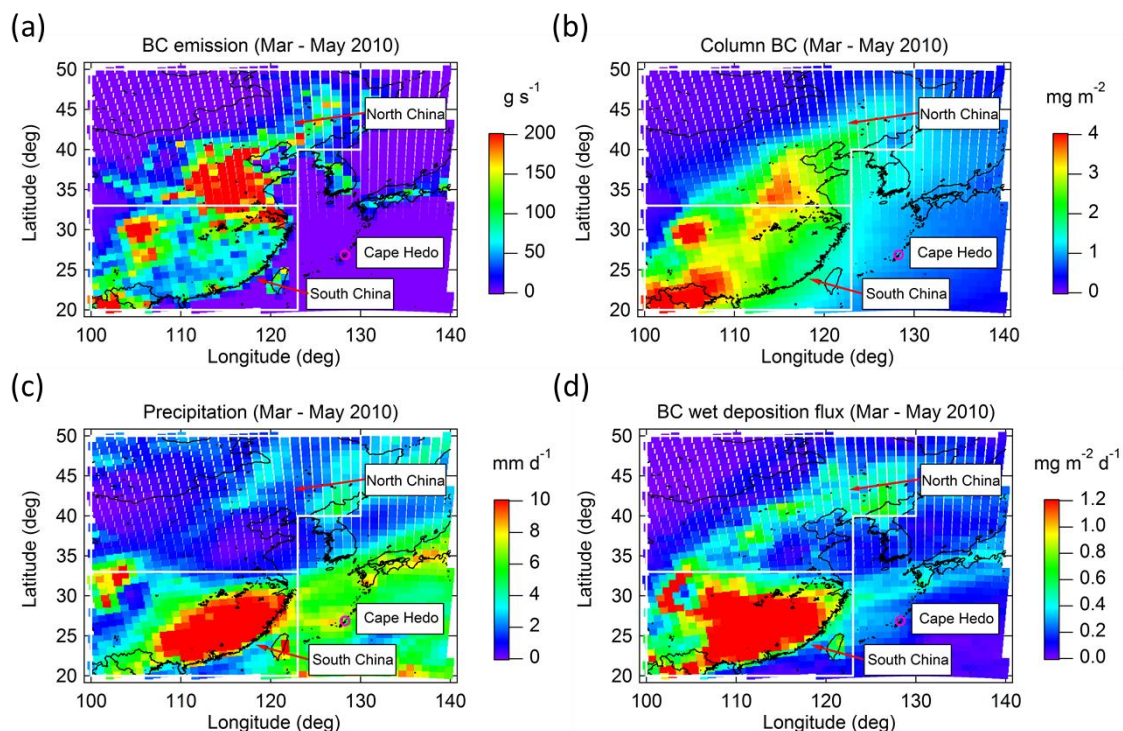 (a)
BC emission (Mar - May 2010)
50
45
40
35
30
25
20
Latitude (deg)
100
110
120
130
140
Longitude (deg)
North China
Cape Hedo
South China
g s⁻¹
200
150
100
50
0
(b)
Column BC (Mar - May 2010)
50
45
40
35
30
25
20
Latitude (deg)
100
110
120
130
140
Longitude (deg)
North China
Cape Hedo
South China
mg m⁻²
4
3
2
1
0
(c)
Precipitation (Mar - May 2010)
50
45
40
35
30
25
20
Latitude (deg)
100
110
120
130
140
Longitude (deg)
North China
Cape Hedo
South China
mm d⁻¹
10
8
6
4
2
0
(d)
BC wet deposition flux (Mar - May 2010)
50
45
40
35
30
25
20
Latitude (deg)
100
110
120
130
140
Longitude (deg)
North China
Cape Hedo
South China
mg m⁻² d⁻¹
1.2
1.0
0.8
0.6
0.4
0.2
0.0